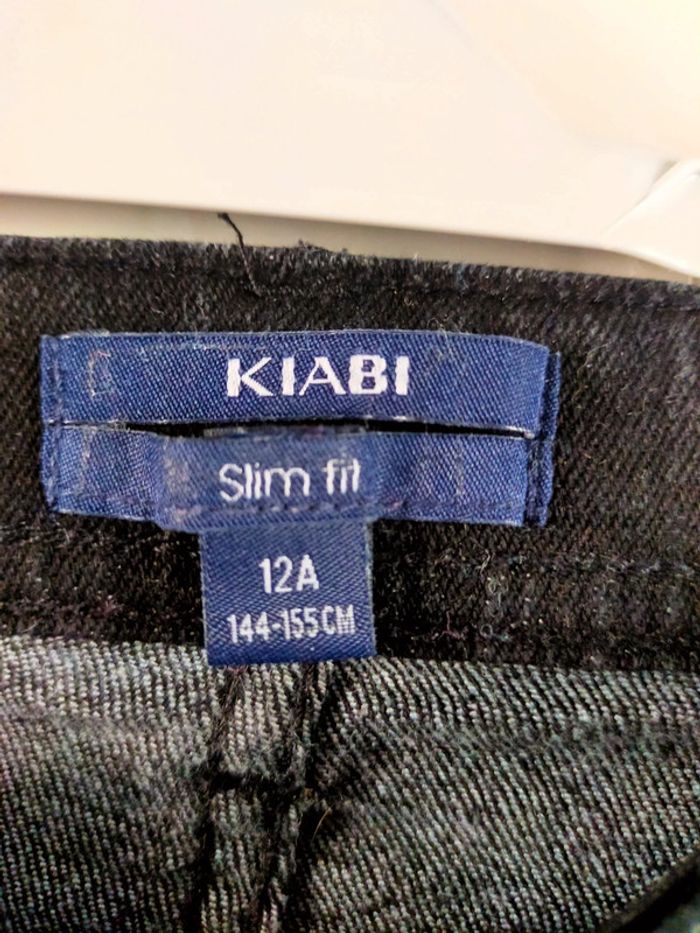 KIABI
Slim fit
12A
144-155CM